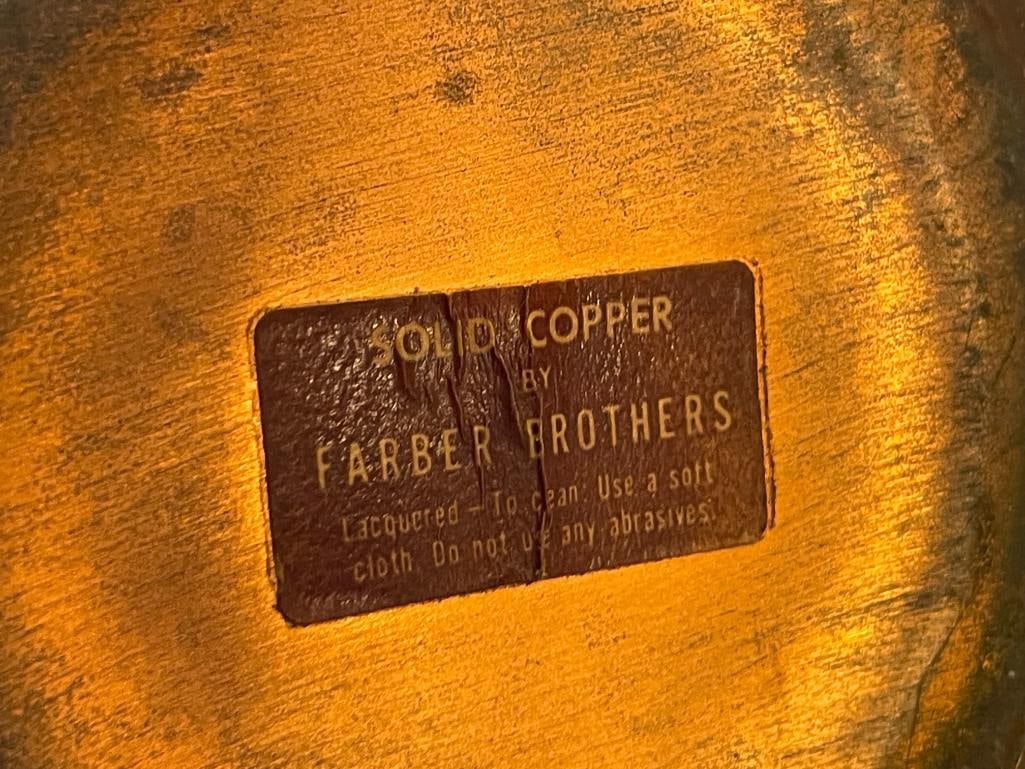 SOLID COPPER
BY
FARBER BROTHERS
Lacquered - To clean: Use a soft
cloth. Do not use any abrasives.